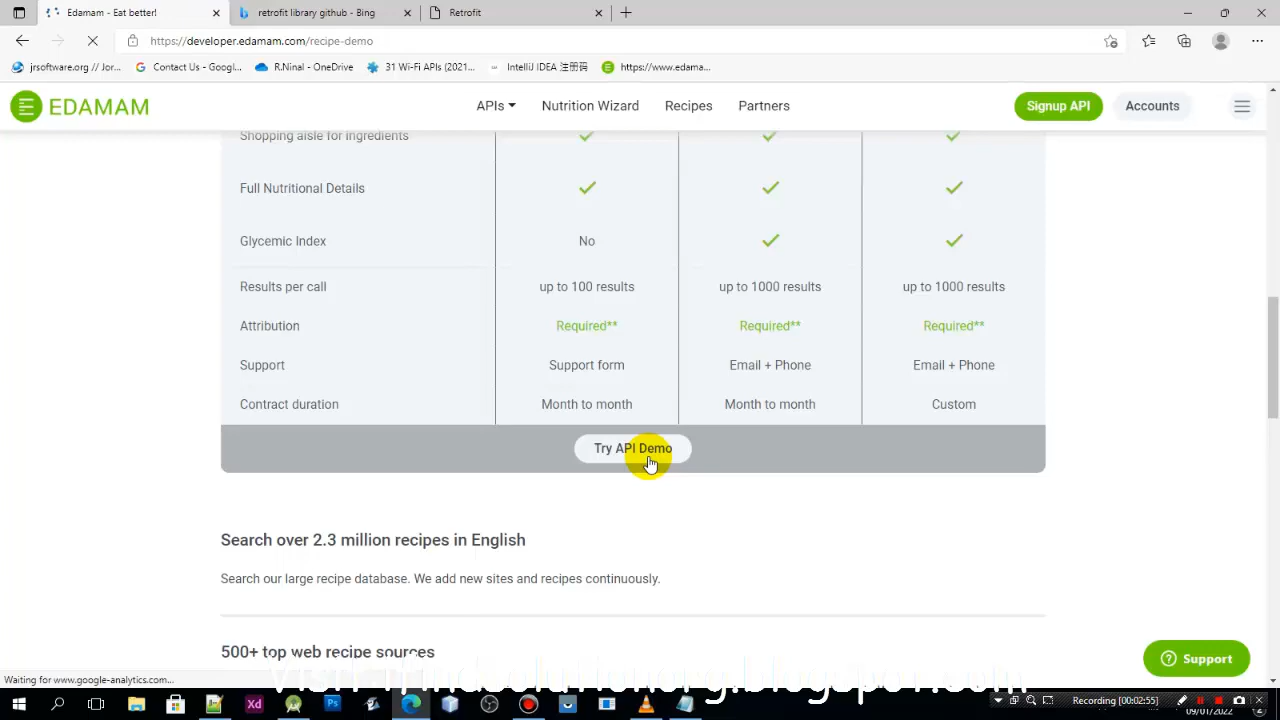 Edamam - Eat better!
retrofit library github - Bing
Retrofit
https://developer.edamam.com/recipe-demo
jrsoftware.org // Jor...
Contact Us - Googl...
R.Ninal - OneDrive
31 Wi-Fi APIs (2021...
IntelliJ IDEA 注册码
https://www.edama...
EDAMAM
APIs
Nutrition Wizard
Recipes
Partners
Signup API
Accounts
Shopping aisle for ingredients
Full Nutritional Details
Glycemic Index
No
Results per call
up to 100 results
up to 1000 results
up to 1000 results
Attribution
Required**
Required**
Required**
Support
Support form
Email + Phone
Email + Phone
Contract duration
Month to month
Month to month
Custom
Try API Demo
Search over 2.3 million recipes in English
Search our large recipe database. We add new sites and recipes continuously.
500+ top web recipe sources
Support
Waiting for www.google-analytics.com...
Xd
Ps
Recording [00:02:55]
09/01/2022